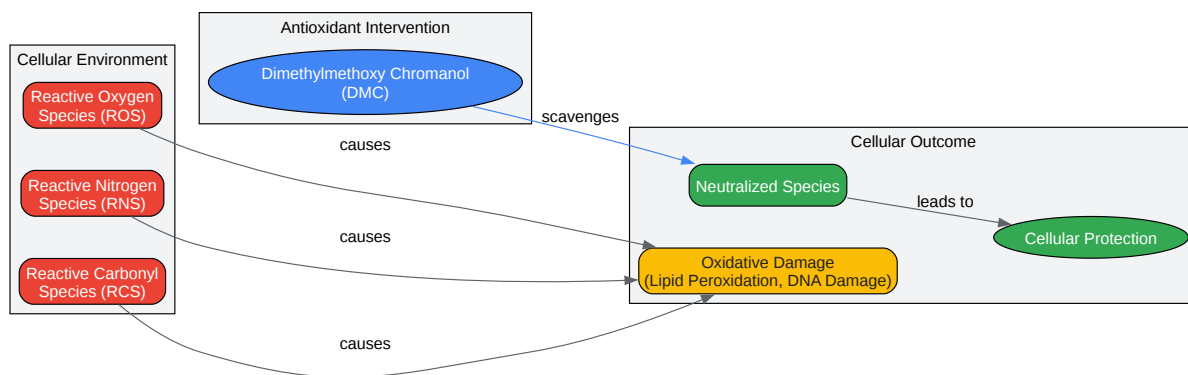 Antioxidant Intervention
Dimethylmethoxy Chromanol
(DMC)
Cellular Environment
Reactive Oxygen
Species (ROS)
Reactive Nitrogen
Species (RNS)
Reactive Carbonyl
Species (RCS)
scavenges
causes
causes
causes
Cellular Outcome
Neutralized Species
leads to
Cellular Protection
Oxidative Damage
(Lipid Peroxidation, DNA Damage)